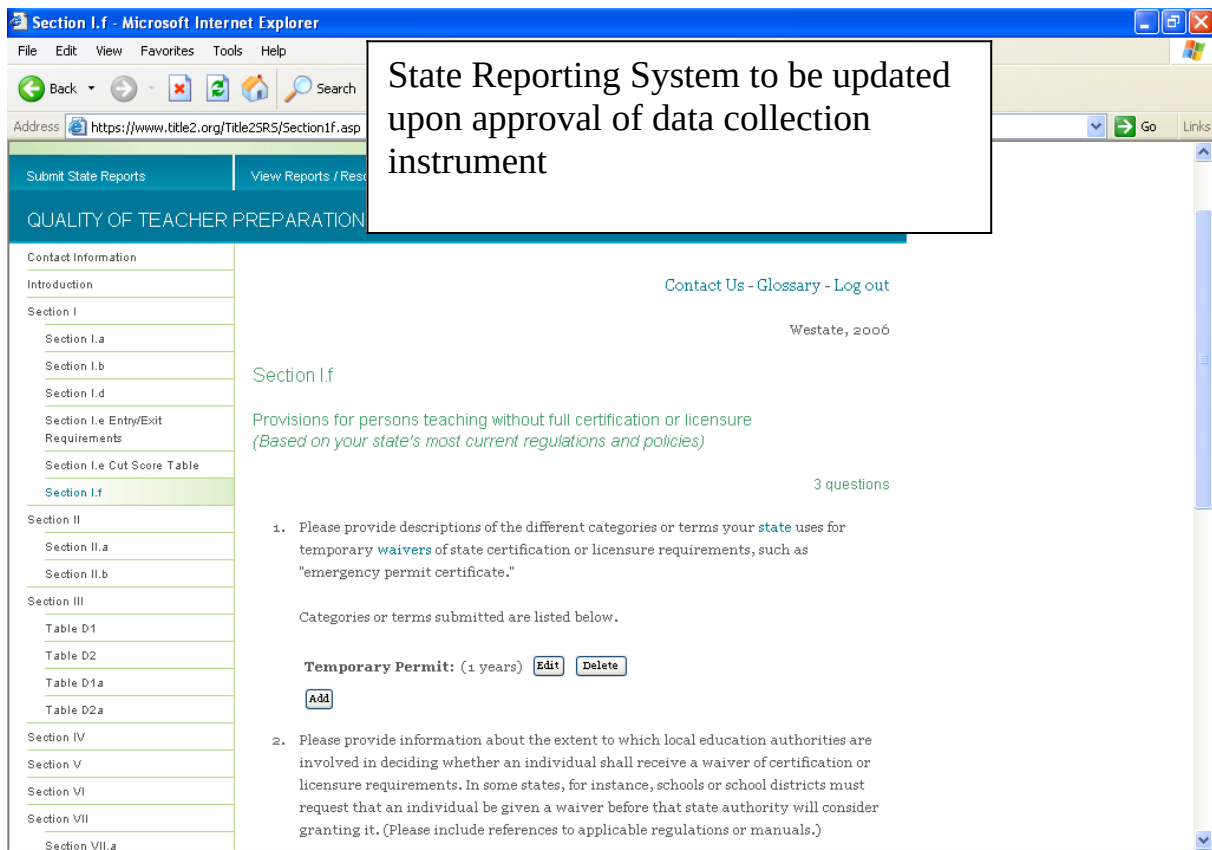 Section I.f - Microsoft Internet Explorer
File Edit View Favorites Tools Help
Back Search
Address https://www.title2.org/Title2SRS/Section1f.asp Go Links
State Reporting System to be updated
upon approval of data collection
instrument
Submit State Reports View Reports /
QUALITY OF TEACHER PREPARATION
Contact Information
Introduction
Section I
Section I.a
Section I.b
Section I.d
Section I.e Entry/Exit
Requirements
Section I.e Cut Score Table
Section I.f
Section II
Section II.a
Section II.b
Section III
Table D1
Table D2
Table D1a
Table D2a
Section IV
Section V
Section VI
Section VII
Section VII.a
Contact Us - Glossary - Log out
Westate, 2006
Section I.f
Provisions for persons teaching without full certification or licensure
(Based on your state's most current regulations and policies)
3 questions
1. Please provide descriptions of the different categories or terms your state uses for
temporary waivers of state certification or licensure requirements, such as
"emergency permit certificate."
Categories or terms submitted are listed below.
Temporary Permit: (1 years) Edit Delete
Add
2. Please provide information about the extent to which local education authorities are
involved in deciding whether an individual shall receive a waiver of certification or
licensure requirements. In some states, for instance, schools or school districts must
request that an individual be given a waiver before that state authority will consider
granting it. (Please include references to applicable regulations or manuals.)